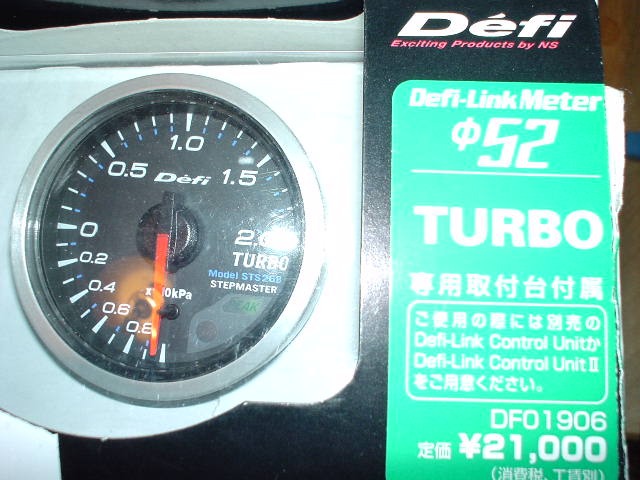 Défi
Exciting Products by NS
Defi-Link Meter
φ52
TURBO
専用取付台付属
ご使用の際には別売の
Defi-Link Control Unitか
Defi-Link Control Unit II
をご用意ください。
DF01906
定価 ¥21,000
(消費税、工賃別)
1.0
0.5 Défi 1.5
0
0.2
TURBO
Model STS268
0.4 STEPMASTER
0.6
0.8